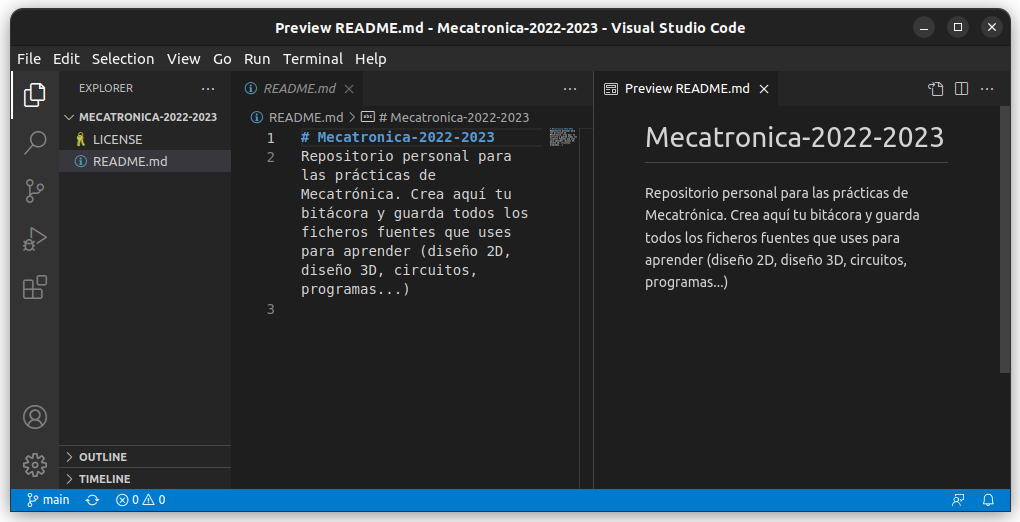 Preview README.md - Mecatronica-2022-2023 - Visual Studio Code
File Edit Selection View Go Run Terminal Help
EXPLORER
MECATRONICA-2022-2023
LICENSE
README.md
OUTLINE
TIMELINE
README.md
README.md > # Mecatronica-2022-2023
1 # Mecatronica-2022-2023
2 Repositorio personal para
las prácticas de
Mecatrónica. Crea aquí tu
bitácora y guarda todos los
ficheros fuentes que uses
para aprender (diseño 2D,
diseño 3D, circuitos,
programas...)
3
Preview README.md
Mecatronica-2022-2023
Repositorio personal para las prácticas de
Mecatrónica. Crea aquí tu bitácora y guarda
todos los ficheros fuentes que uses para
aprender (diseño 2D, diseño 3D, circuitos,
programas...)
main 0 0